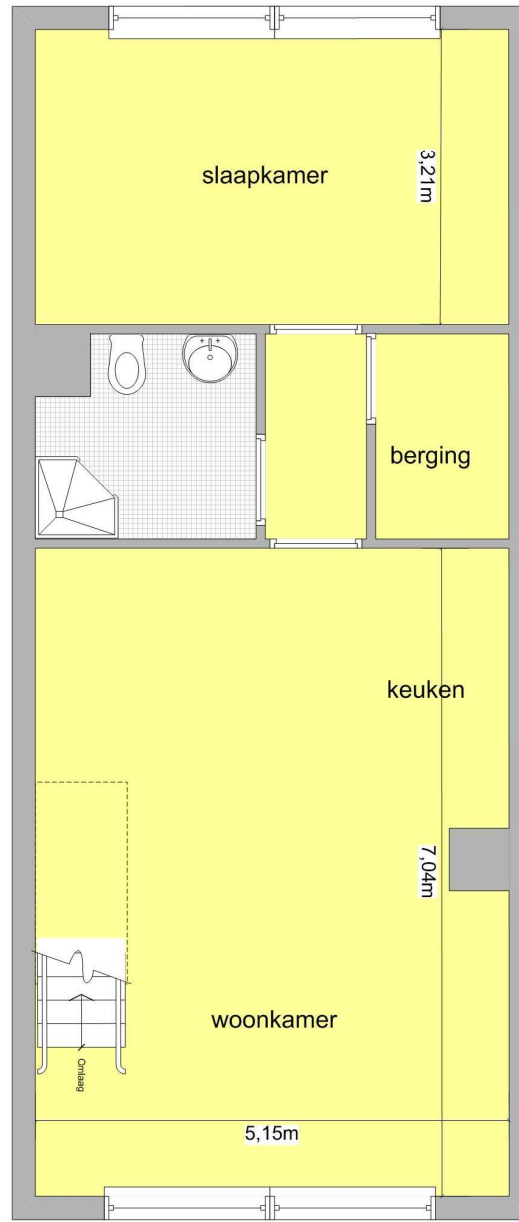 slaapkamer
3,21m
berging
keuken
7,04m
woonkamer
Omlaag
5,15m